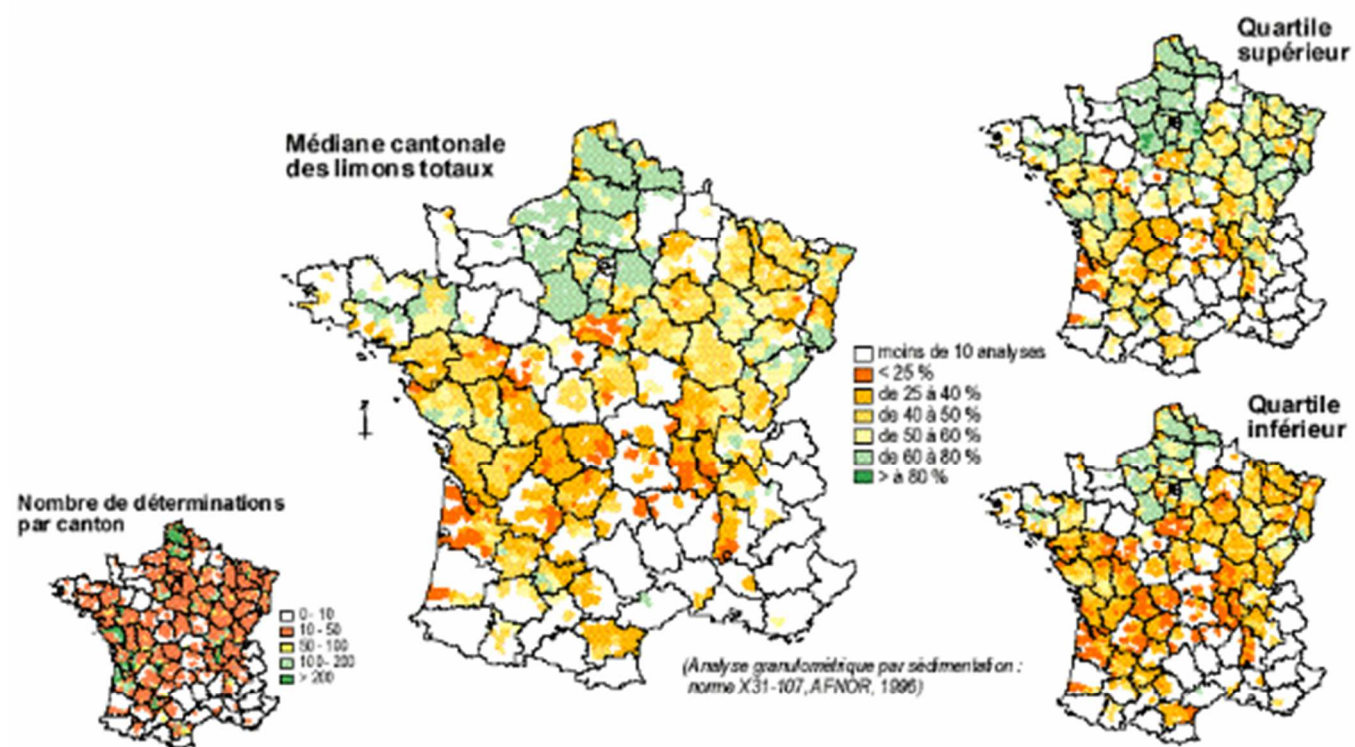 Quartile
supérieur
Médiane cantonale
des limons totaux
moins de 10 analyses
< 25 %
de 25 à 40 %
de 40 à 50 %
de 50 à 60 %
de 60 à 80 %
> à 80 %
Quartile
inférieur
Nombre de déterminations
par canton
0 - 10
10 - 50
50 - 100
100 - 200
> 200
(Analyse granulométrique par sédimentation :
norme X31-107, AFNOR, 1996)